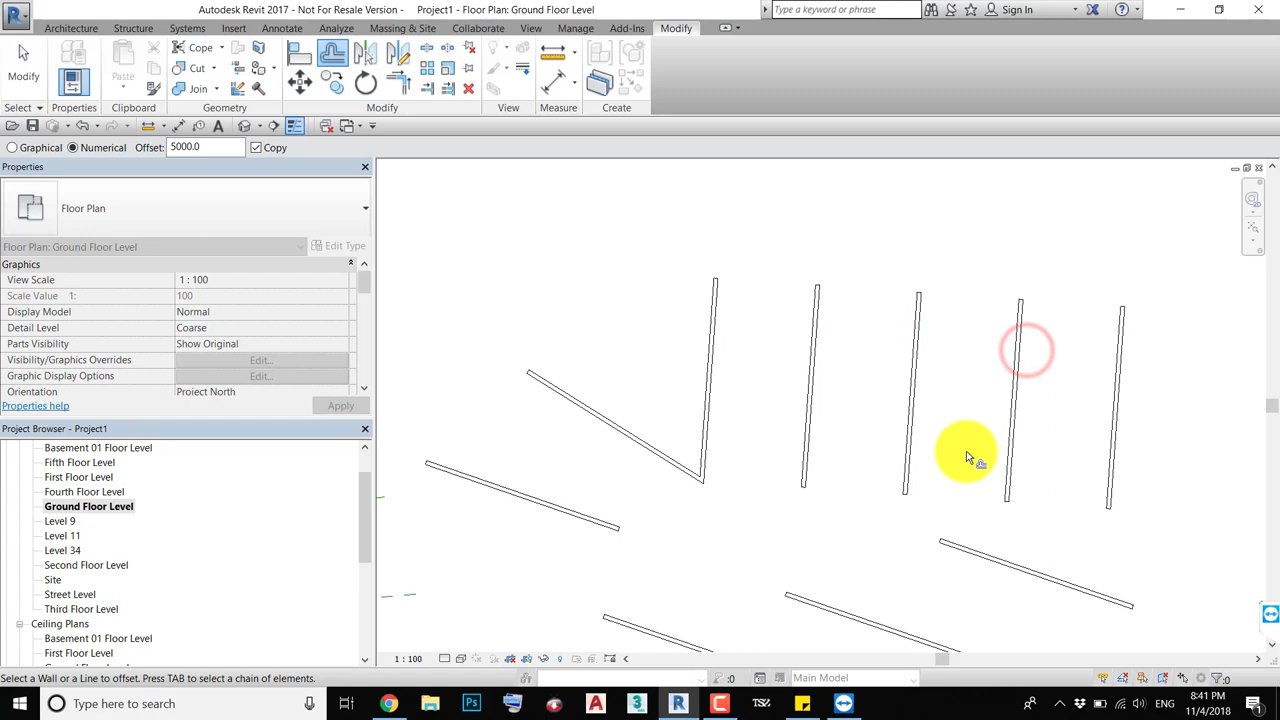 Autodesk Revit 2017 - Not For Resale Version -    Project1 - Floor Plan: Ground Floor Level
Type a keyword or phrase
Sign In
Architecture Structure Systems Insert Annotate Analyze Massing & Site Collaborate View Manage Add-Ins Modify
Modify
Paste
Cope
Cut
Join
Select Properties Clipboard Geometry Modify View Measure Create
Graphical Numerical Offset: 5000.0 Copy
Properties
Floor Plan
Floor Plan: Ground Floor Level Edit Type
Graphics
View Scale 1 : 100
Scale Value 1: 100
Display Model Normal
Detail Level Coarse
Parts Visibility Show Original
Visibility/Graphics Overrides Edit...
Graphic Display Options Edit...
Orientation Project North
Properties help Apply
Project Browser - Project1
Basement 01 Floor Level
Fifth Floor Level
First Floor Level
Fourth Floor Level
Ground Floor Level
Level 9
Level 11
Level 34
Second Floor Level
Site
Street Level
Third Floor Level
Ceiling Plans
Basement 01 Floor Level
First Floor Level
1 : 100
Select a Wall or a Line to offset. Press TAB to select a chain of elements.
:0
Main Model
:0
Type here to search
ENG
8:41 PM
11/4/2018